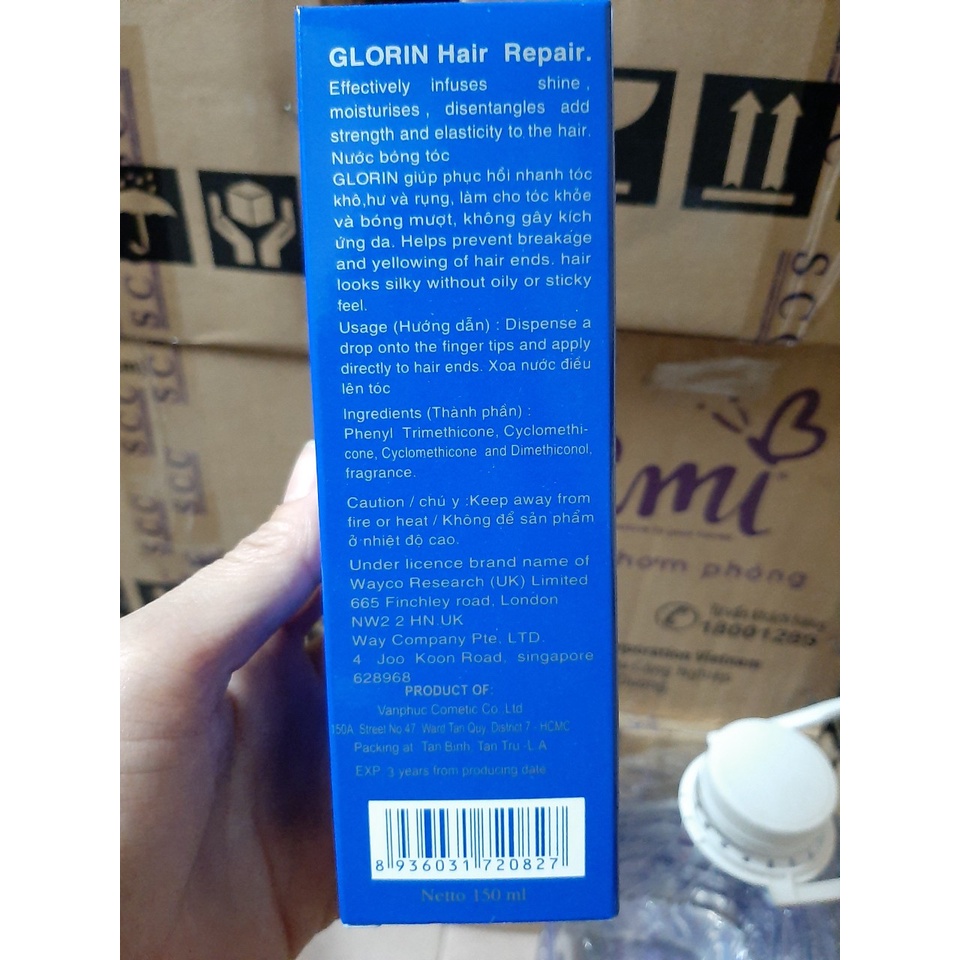 GLORIN Hair Repair.
Effectively infuses shine,
moisturises, disentangles add
strength and elasticity to the hair.
Nước bóng tóc
GLORIN giúp phục hồi nhanh tóc
khô,hư và rụng, làm cho tóc khỏe
và bóng mượt, không gây kích
ứng da. Helps prevent breakage
and yellowing of hair ends. hair
looks silky without oily or sticky
feel.
Usage (Hướng dẫn) : Dispense a
drop onto the finger tips and apply
directly to hair ends. Xoa nước điều
lên tóc
Ingredients (Thành phần) :
Phenyl Trimethicone, Cyclomethi-
cone, Cyclomethicone and Dimethiconol,
fragrance.
Caution / chú y :Keep away from
fire or heat / Không để sản phẩm
ở nhiệt độ cao.
Under licence brand name of
Wayco Research (UK) Limited
665 Finchley road, London
NW2 2 HN.UK
Way Company Pte, LTD.
4 Joo Koon Road, singapore
628968
PRODUCT OF:
Vanphuc Cometic Co.,Ltd
150A Street No 47, Ward Tan Quy, District 7 - HCMC
Packing at Tan Binh, Tan Tru -L.A
EXP 3 years from producing date
8 936031 720827
Netto 150 ml
SCC
SCC
SCC
thơm phòng
18001289